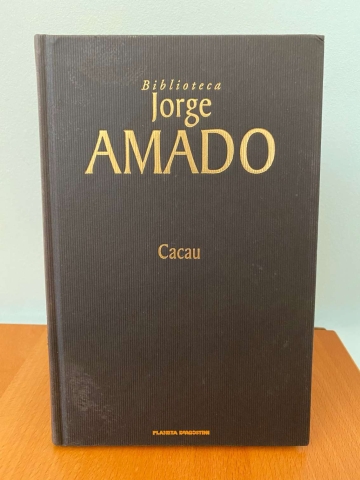 Biblioteca
Jorge
AMADO
Cacau
PLANETA DEAGOSTINI